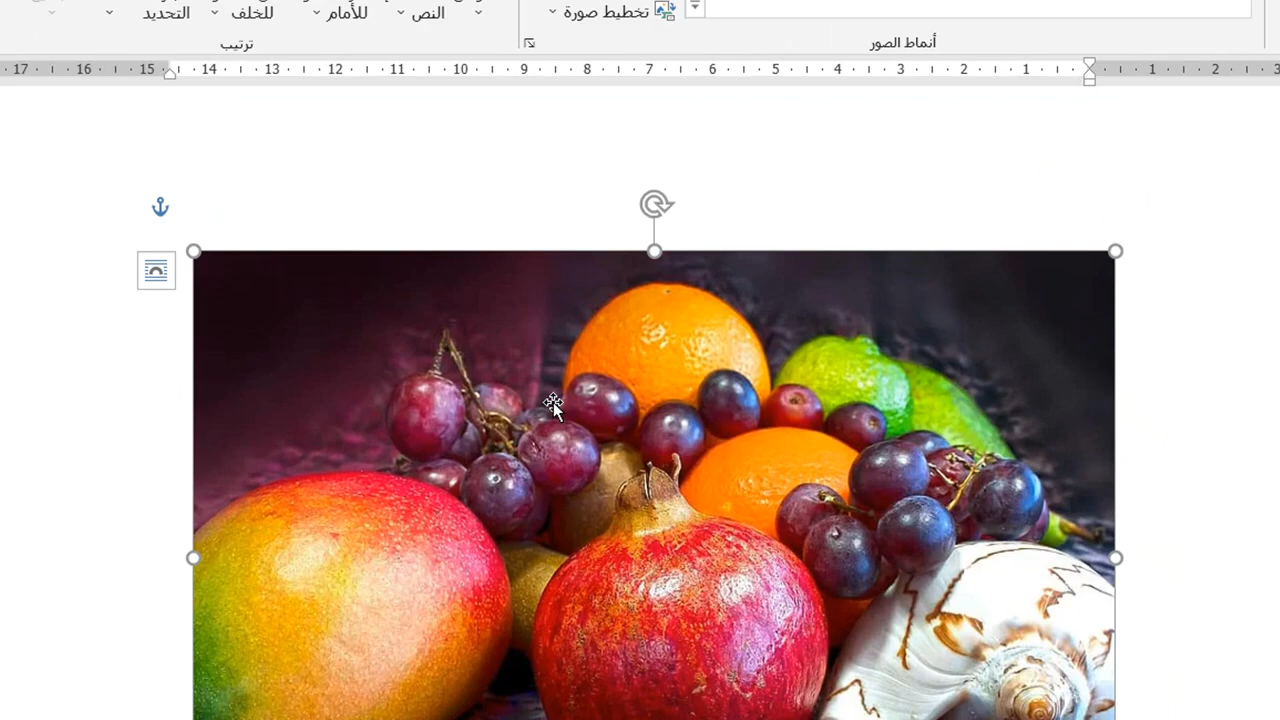 تخطيط صورة
النص
للأمام
للخلف
التحديد
أنماط الصور
ترتيب
17 16 15 14 13 12 11 10 9 8 7 6 5 4 3 2 1 1 2 3